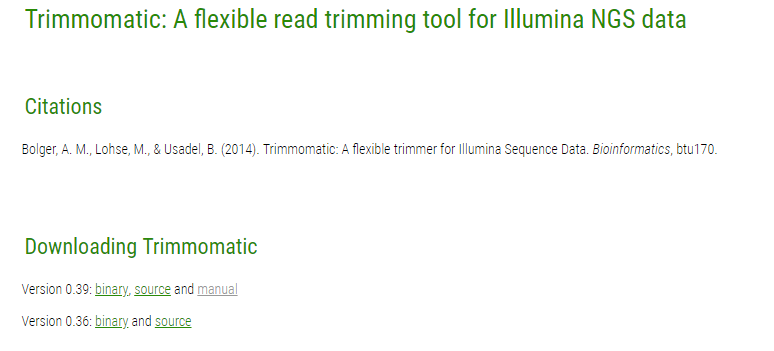 Trimmomatic: A flexible read trimming tool for Illumina NGS data
Citations
Bolger, A. M., Lohse, M., & Usadel, B. (2014). Trimmomatic: A flexible trimmer for Illumina Sequence Data. Bioinformatics, btu170.
Downloading Trimmomatic
Version 0.39: binary, source and manual
Version 0.36: binary and source